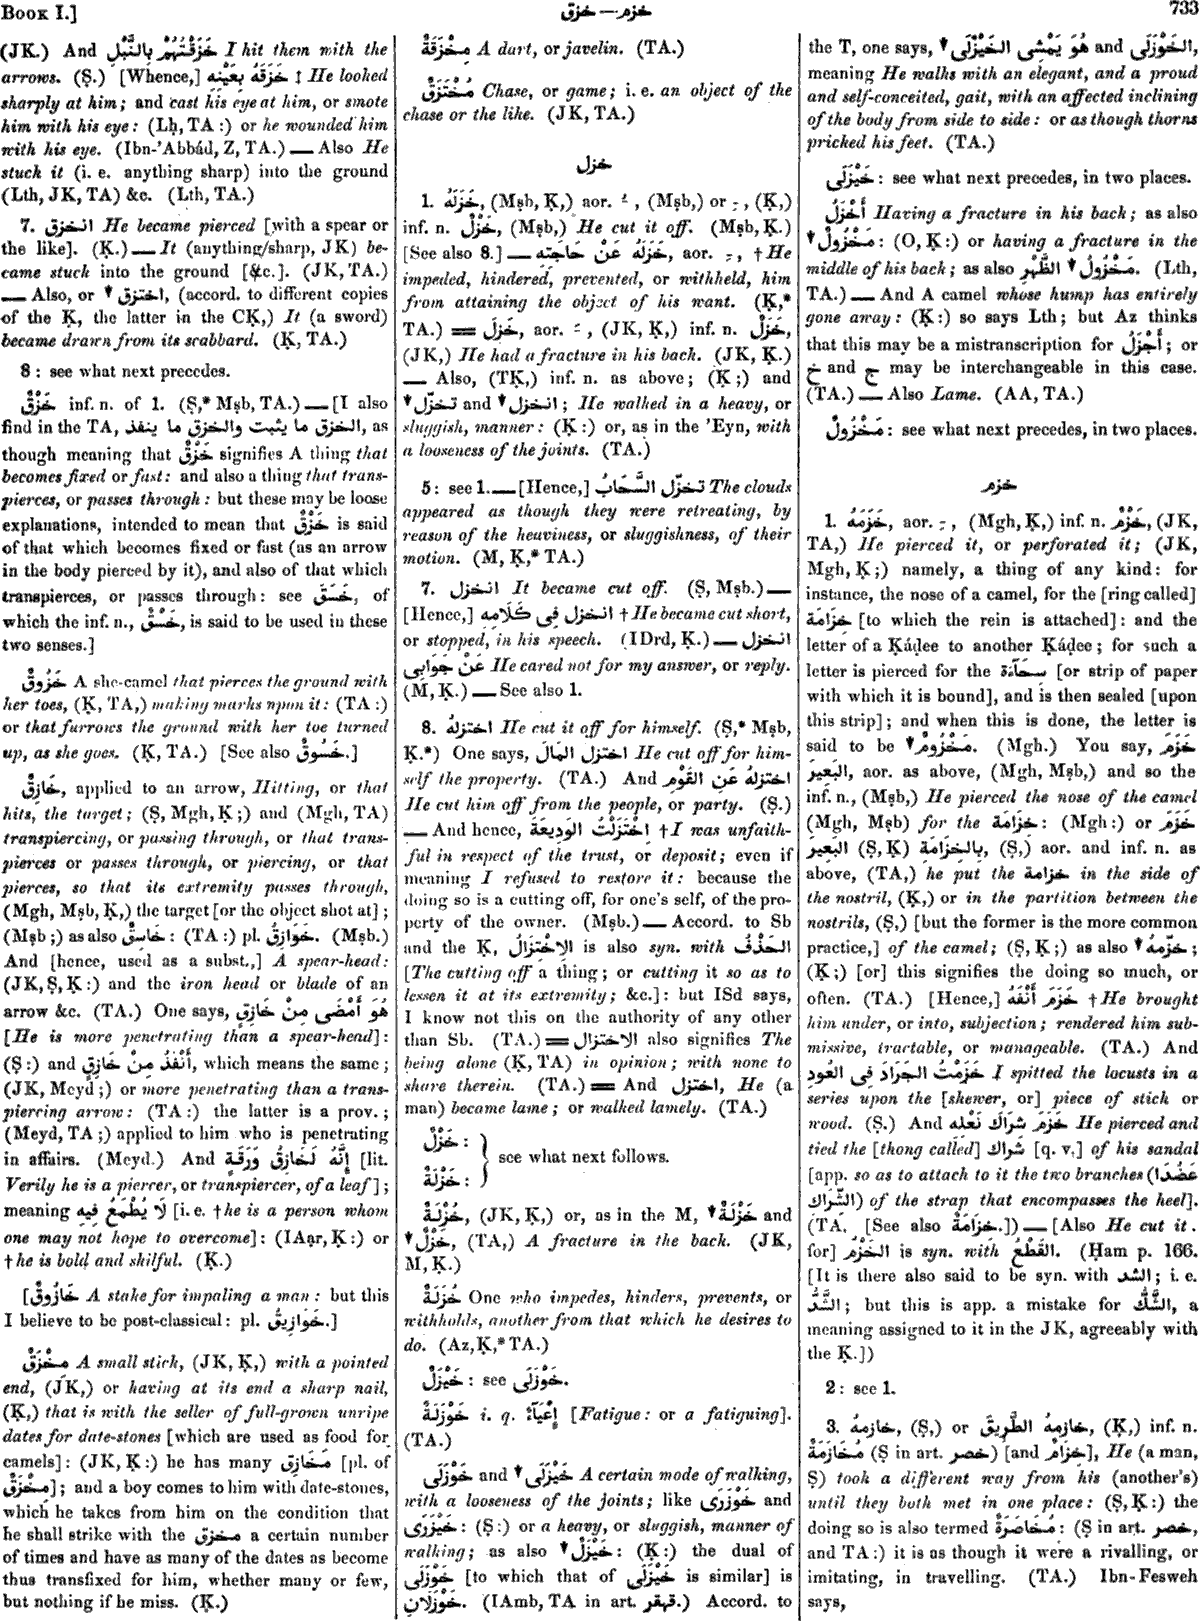 Book I.]
خزق — خزم
733
(JK.) And خَزَقْتُهُمْ بِالنَّبْلِ I hit them with the
arrows. (Ṣ.) [Whence,] خَزَقَهُ بِعَيْنِهِ ‡ He looked
sharply at him; and cast his eye at him, or smote
him with his eye: (Lḥ, TA:) or he wounded him
with his eye. (Ibn-'Abbád, Z, TA.) — Also He
stuck it (i. e. anything sharp) into the ground
(Lth, JK, TA) &c. (Lth, TA.)
7. انخزق He became pierced [with a spear or
the like]. (Ḳ.) — It (anything sharp, JK) be-
came stuck into the ground [&c.]. (JK, TA.)
— Also, or ▼ اختزق, (accord. to different copies
of the Ḳ, the latter in the CḲ,) It (a sword)
became drawn from its scabbard. (Ḳ, TA.)
8: see what next precedes.
خَزْقٌ inf. n. of 1. (Ṣ,* Mṣb, TA.) — [I also
find in the TA, الخزق ما يثبت والخزق ما ينفذ, as
though meaning that خَزْقٌ signifies A thing that
becomes fixed or fast: and also a thing that trans-
pierces, or passes through: but these may be loose
explanations, intended to mean that خَزْقٌ is said
of that which becomes fixed or fast (as an arrow
in the body pierced by it), and also of that which
transpierces, or passes through: see خَسَقَ, of
which the inf. n., خَسْقٌ, is said to be used in these
two senses.]
خَزُوقٌ A she-camel that pierces the ground with
her toes, (Ḳ, TA,) making marks upon it: (TA:)
or that furrows the ground with her toe turned
up, as she goes. (Ḳ, TA.) [See also خَسُوقٌ.]
خَازِقٌ, applied to an arrow, Hitting, or that
hits, the target; (Ṣ, Mgh, Ḳ;) and (Mgh, TA)
transpiercing, or passing through, or that trans-
pierces or passes through, or piercing, or that
pierces, so that its extremity passes through,
(Mgh, Mṣb, Ḳ,) the target [or the object shot at];
(Mṣb;) as also خَاسِقٌ: (TA:) pl. خَوَازِقُ. (Mṣb.)
And [hence, used as a subst.,] A spear-head:
(JK, Ṣ, Ḳ:) and the iron head or blade of an
arrow &c. (TA.) One says, هُوَ أَمْضَى مِنْ خَازِقٍ
[He is more penetrating than a spear-head]:
(Ṣ:) and أَنْفَذُ مِنْ خَازِقٍ, which means the same;
(JK, Meyd;) or more penetrating than a trans-
piercing arrow: (TA:) the latter is a prov.;
(Meyd, TA;) applied to him who is penetrating
in affairs. (Meyd.) And إِنَّهُ لَخَازِقُ وَرَقَةٍ [lit.
Verily he is a piercer, or transpiercer, of a leaf];
meaning لَا يُطْمَعُ فِيهِ [i. e. † he is a person whom
one may not hope to overcome]: (IAạr, Ḳ:) or
† he is bold and skilful. (Ḳ.)
[خَازُوقٌ A stake for impaling a man: but this
I believe to be post-classical: pl. خَوَازِيقُ.]
مِخْزَقٌ A small stick, (JK, Ḳ,) with a pointed
end, (JK,) or having at its end a sharp nail,
(Ḳ,) that is with the seller of full-grown unripe
dates for date-stones [which are used as food for
camels]: (JK, Ḳ:) he has many مَخَازِق [pl. of
مِخْزَقٌ]; and a boy comes to him with date-stones,
which he takes from him on the condition that
he shall strike with the مخزق a certain number
of times and have as many of the dates as become
thus transfixed for him, whether many or few,
but nothing if he miss. (Ḳ.)
مِخْزَقَةٌ A dart, or javelin. (TA.)
مُخْتَزَقٌ Chase, or game; i. e. an object of the
chase or the like. (JK, TA.)
خزل
1. خَزَلَهُ, (Mṣb, Ḳ,) aor. ـُ , (Mṣb,) or ـِ , (Ḳ,)
inf. n. خَزْلٌ, (Mṣb,) He cut it off. (Mṣb, Ḳ.)
[See also 8.] — خَزَلَهُ عَنْ حَاجَتِهِ, aor. ـِ , † He
impeded, hindered, prevented, or withheld, him
from attaining the object of his want. (Ḳ,*
TA.) = خَزِلَ, aor. ـَ , (JK, Ḳ,) inf. n. خَزَلٌ,
(JK,) He had a fracture in his back. (JK, Ḳ.)
— Also, (TḲ,) inf. n. as above; (Ḳ;) and
▼ تخزّل and ▼ انخزل; He walked in a heavy, or
sluggish, manner: (Ḳ:) or, as in the 'Eyn, with
a looseness of the joints. (TA.)
5: see 1. — [Hence,] تخزّل السَّحَابُ The clouds
appeared as though they were retreating, by
reason of the heaviness, or sluggishness, of their
motion. (M, Ḳ,* TA.)
7. انخزل It became cut off. (Ṣ, Mṣb.) —
[Hence,] انخزل فِى كَلَامِهِ † He became cut short,
or stopped, in his speech. (IDrd, Ḳ.) — انخزل
عَنْ جَوَابِى He cared not for my answer, or reply.
(M, Ḳ.) — See also 1.
8. اختزلهُ He cut it off for himself. (Ṣ,* Mṣb,
Ḳ.*) One says, اختزل المَالَ He cut off for him-
self the property. (TA.) And اختزلهُ عَنِ القَوْمِ
He cut him off from the people, or party. (Ṣ.)
— And hence, اِخْتَزَلْتُ الوَدِيعَةَ † I was unfaith-
ful in respect of the trust, or deposit; even if
meaning I refused to restore it: because the
doing so is a cutting off, for one's self, of the pro-
perty of the owner. (Mṣb.) — Accord. to Sb
and the Ḳ, الاِخْتِزَالُ is also syn. with الحَذْفُ
[The cutting off a thing; or cutting it so as to
lessen it at its extremity; &c.]: but ISd says,
I know not this on the authority of any other
than Sb. (TA.) = الاختزال also signifies The
being alone (Ḳ, TA) in opinion; with none to
share therein. (TA.) = And اختزل, He (a
man) became lame; or walked lamely. (TA.)
خَزْلٌ:
خَزْلَةٌ:
} see what next follows.
خُزْلَةٌ, (JK, Ḳ,) or, as in the M, ▼ خَزْلَةٌ and
▼ خَزْلٌ, (TA,) A fracture in the back. (JK,
M, Ḳ.)
خُزَلَةٌ One who impedes, hinders, prevents, or
withholds, another from that which he desires to
do. (Az, Ḳ,* TA.)
خَيْزَلٌ: see خَوْزَلَى.
خَوْزَلَةٌ i. q. إِعْيَآءٌ [Fatigue: or a fatiguing].
(TA.)
خَوْزَلَى and ▼ خَيْزَلَى A certain mode of walking,
with a looseness of the joints; like خَوْزَرَى and
خَيْزَرَى: (Ṣ:) or a heavy, or sluggish, manner of
walking; as also ▼ خَيْزَلٌ: (Ḳ:) the dual of
خَوْزَلَى [to which that of خَيْزَلَى is similar] is
خَوْزَلَانِ. (IAmb, TA in art. قهقر.) Accord. to
the T, one says, هُوَ يَمْشِى الخَيْزَلَى ▼ and الخَوْزَلَى,
meaning He walks with an elegant, and a proud
and self-conceited, gait, with an affected inclining
of the body from side to side: or as though thorns
pricked his feet. (TA.)
خَيْزَلَى: see what next precedes, in two places.
أَخْزَلُ Having a fracture in his back; as also
▼ مَخْزُولٌ: (O, Ḳ:) or having a fracture in the
middle of his back; as also مَخْزُولُ الظَّهْرِ ▼. (Lth,
TA.) — And A camel whose hump has entirely
gone away: (Ḳ:) so says Lth; but Az thinks
that this may be a mistranscription for أَجْزَلُ; or
خ and ج may be interchangeable in this case.
(TA.) — Also Lame. (AA, TA.)
مَخْزُولٌ: see what next precedes, in two places.
خزم
1. خَزَمَهُ, aor. ـِ , (Mgh, Ḳ,) inf. n. خَزْمٌ, (JK,
TA,) He pierced it, or perforated it; (JK,
Mgh, Ḳ;) namely, a thing of any kind: for
instance, the nose of a camel, for the [ring called]
خِزَامَة [to which the rein is attached]: and the
letter of a Ḳáḍee to another Ḳáḍee; for such a
letter is pierced for the سِحَآءَة [or strip of paper
with which it is bound], and is then sealed [upon
this strip]; and when this is done, the letter is
said to be ▼ مَخْزُومٌ. (Mgh.) You say, خَزَمَ
البَعِيرَ, aor. as above, (Mgh, Mṣb,) and so the
inf. n., (Mṣb,) He pierced the nose of the camel
(Mgh, Mṣb) for the خِزَامَة: (Mgh:) or خَزَمَ
البَعِيرَ (Ṣ, Ḳ) بِالخِزَامَةِ, (Ṣ,) aor. and inf. n. as
above, (TA,) he put the خزامة in the side of
the nostril, (Ḳ,) or in the partition between the
nostrils, (Ṣ,) [but the former is the more common
practice,] of the camel; (Ṣ, Ḳ;) as also ▼ خزّمهُ;
(Ḳ;) [or] this signifies the doing so much, or
often. (TA.) [Hence,] خَزَمَ أَنْفَهُ † He brought
him under, or into, subjection; rendered him sub-
missive, tractable, or manageable. (TA.) And
خَزَمْتُ الجَرَادَ فِى العُودِ I spitted the locusts in a
series upon the [skewer, or] piece of stick or
wood. (Ṣ.) And خَزَمَ شِرَاكَ نَعْلِهِ He pierced and
tied the [thong called] شِرَاك [q. v.] of his sandal
[app. so as to attach to it the two branches (عَضُدَا
الشِّرَاكِ) of the strap that encompasses the heel].
(TA. [See also خِزَامَةٌ.]) — [Also He cut it.
for] الخَزْمُ is syn. with القَطْعُ. (Ḥam p. 166.
[It is there also said to be syn. with الشد; i. e.
الشَّدُّ; but this is app. a mistake for الشَّكُّ, a
meaning assigned to it in the JK, agreeably with
the Ḳ.])
2: see 1.
3. خازمهُ, (Ṣ,) or خازمهُ الطَّرِيقَ, (Ḳ,) inf. n.
مُخَازَمَةٌ (Ṣ in art. خصر) [and خِزَامٌ], He (a man,
Ṣ) took a different way from his (another's)
until they both met in one place: (Ṣ, Ḳ:) the
doing so is also termed مُخَاصَرَةٌ: (Ṣ in art. خصر,
and TA:) it is as though it were a rivalling, or
imitating, in travelling. (TA.) Ibn-Fesweh
says,